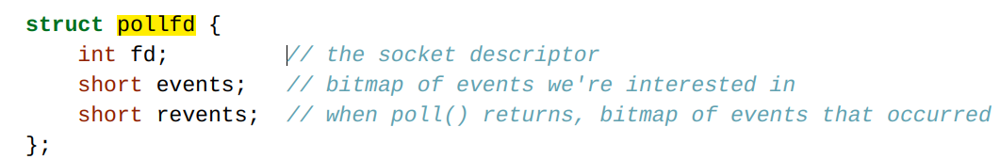 struct pollfd {
    int fd;         // the socket descriptor
    short events;   // bitmap of events we're interested in
    short revents;  // when poll() returns, bitmap of events that occurred
};